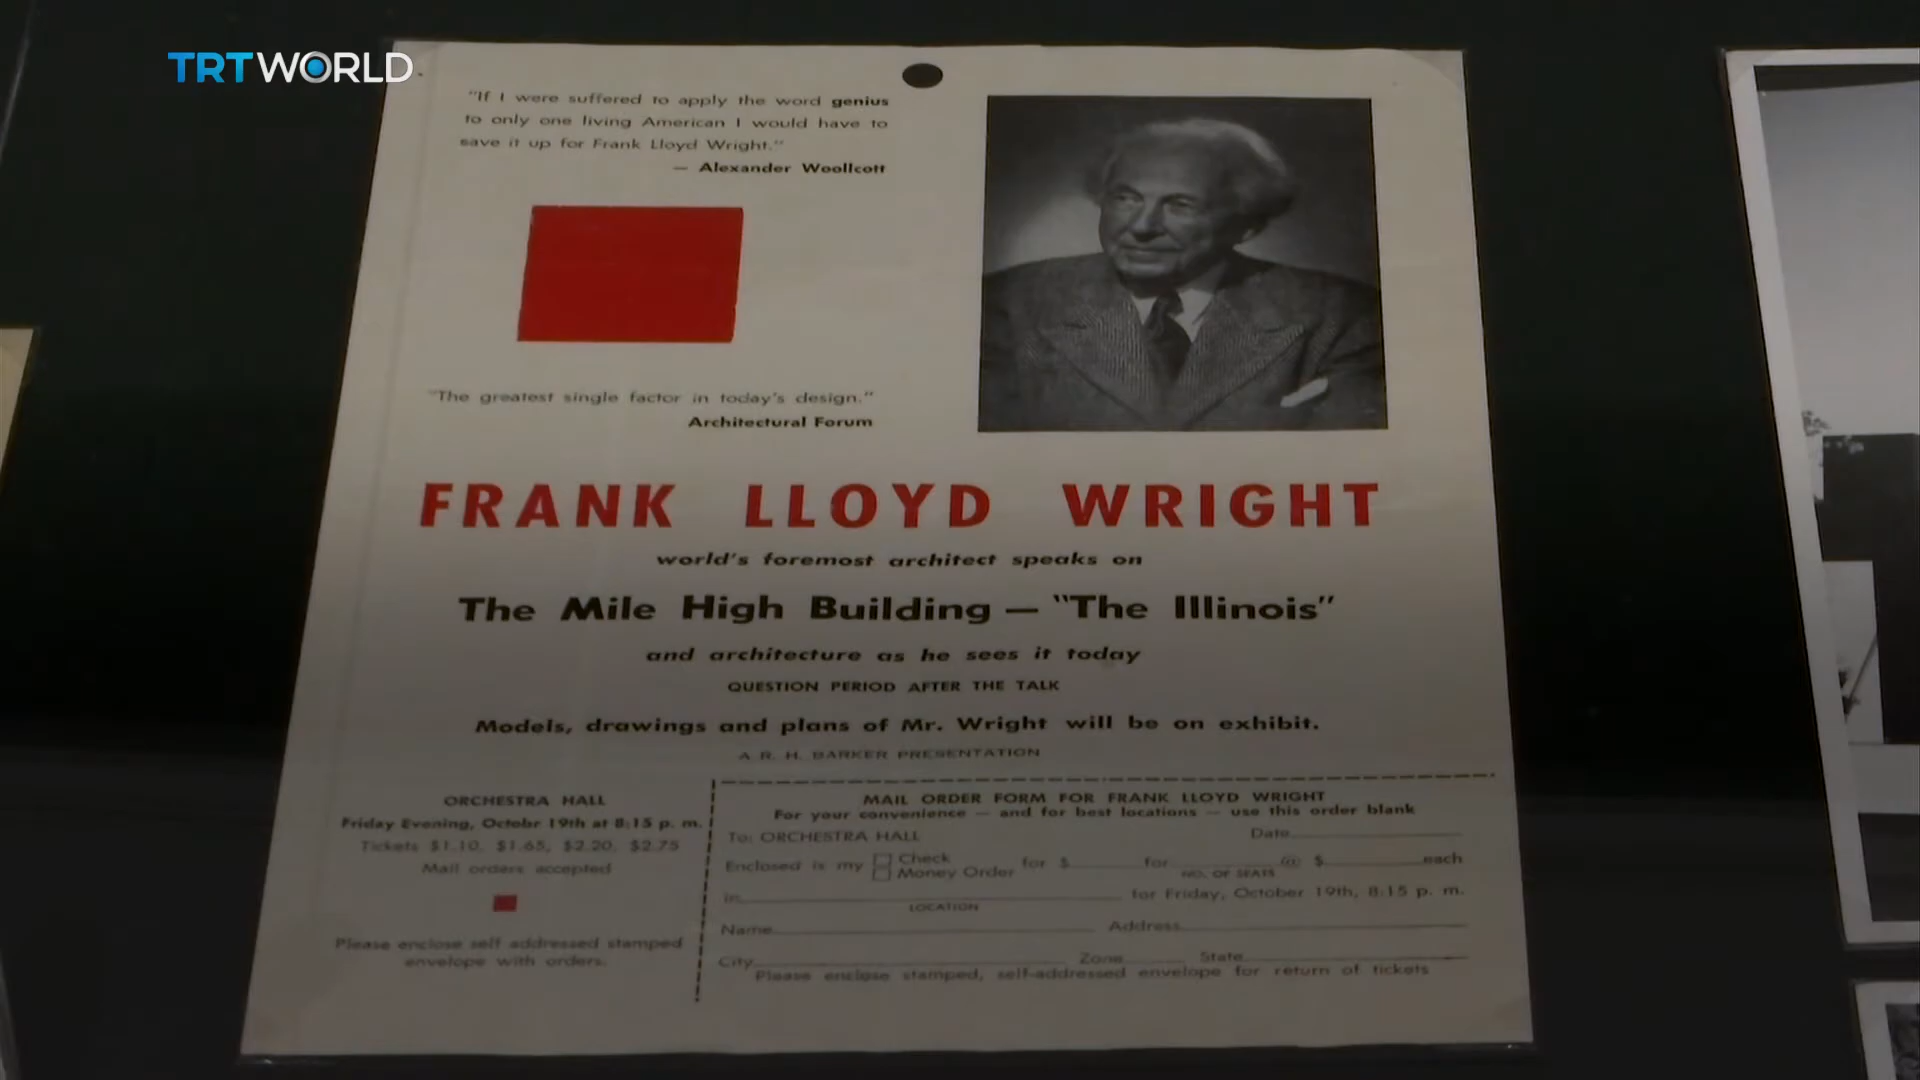 TRT WORLD
"If I were suffered to apply the word genius
to only one living American I would have to
save it up for Frank Lloyd Wright."
— Alexander Woollcott
"The greatest single factor in today's design."
Architectural Forum
FRANK LLOYD WRIGHT
world's foremost architect speaks on
The Mile High Building — "The Illinois"
and architecture as he sees it today
QUESTION PERIOD AFTER THE TALK
Models, drawings and plans of Mr. Wright will be on exhibit.
A R. H. BARKER PRESENTATION
ORCHESTRA HALL
Friday Evening, Octobr 19th at 8:15 p. m.
Tickets $1.10, $1.65, $2.20, $2.75
Mail orders accepted
Please enclose self addressed stamped
envelope with orders.
MAIL ORDER FORM FOR FRANK LLOYD WRIGHT
For your convenience — and for best locations — use this order blank
To: ORCHESTRA HALL Date
Enclosed is my Check for $ for @ $ each
Money Order NO. OF SEATS
in for Friday, October 19th, 8:15 p. m.
LOCATION
Name Address
City Zone State
Please enclose stamped, self-addressed envelope for return of tickets